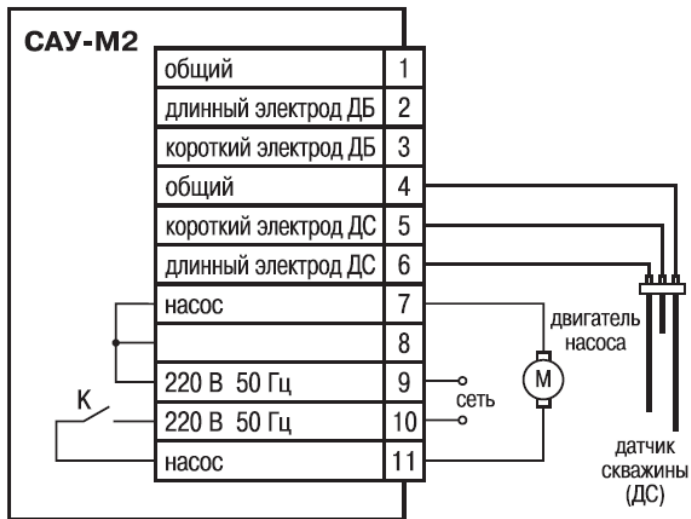 САУ-М2
общий 1
длинный электрод ДБ 2
короткий электрод ДБ 3
общий 4
короткий электрод ДС 5
длинный электрод ДС 6
насос 7
8
220 В 50 Гц 9
220 В 50 Гц 10
насос 11
К
сеть
двигатель
насоса
М
датчик
скважины
(ДС)